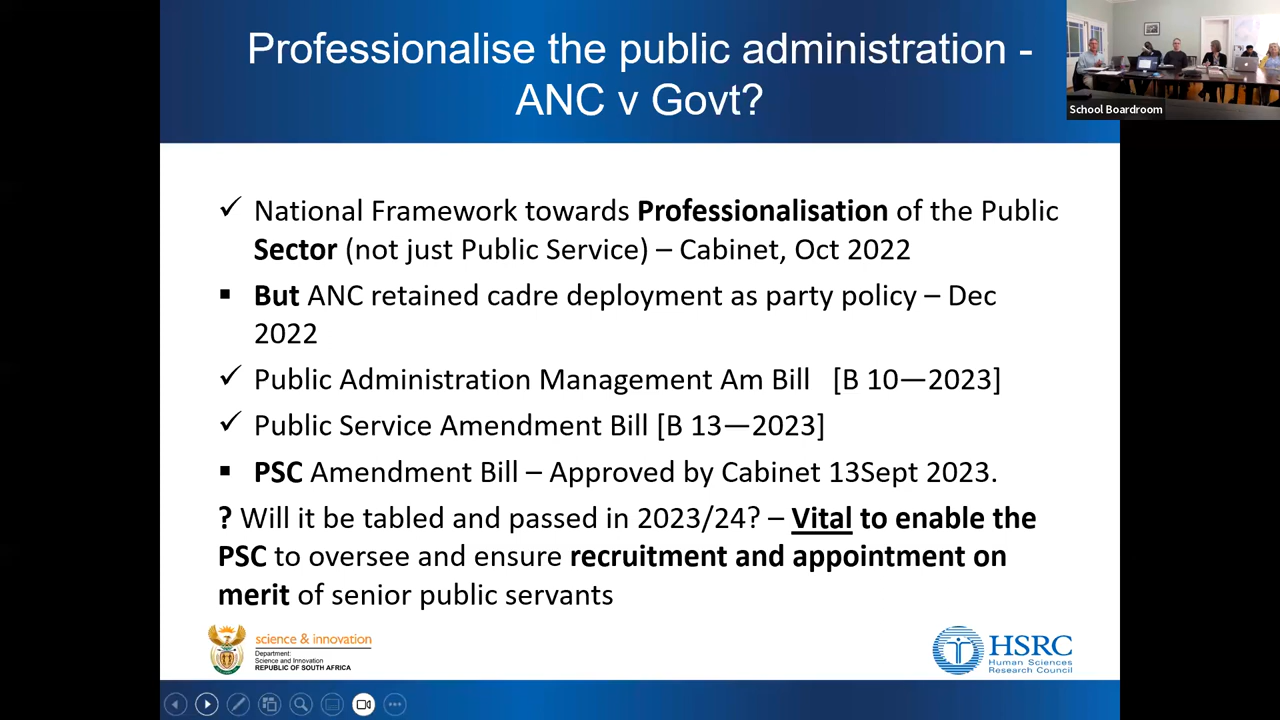 Professionalise the public administration -
ANC v Govt?
School Boardroom
✓ National Framework towards Professionalisation of the Public
Sector (not just Public Service) – Cabinet, Oct 2022
▪ But ANC retained cadre deployment as party policy – Dec
2022
✓ Public Administration Management Am Bill [B 10—2023]
✓ Public Service Amendment Bill [B 13—2023]
▪ PSC Amendment Bill – Approved by Cabinet 13Sept 2023.
? Will it be tabled and passed in 2023/24? – Vital to enable the
PSC to oversee and ensure recruitment and appointment on
merit of senior public servants
science & innovation
Department:
Science and Innovation
REPUBLIC OF SOUTH AFRICA
HSRC
Human Sciences
Research Council